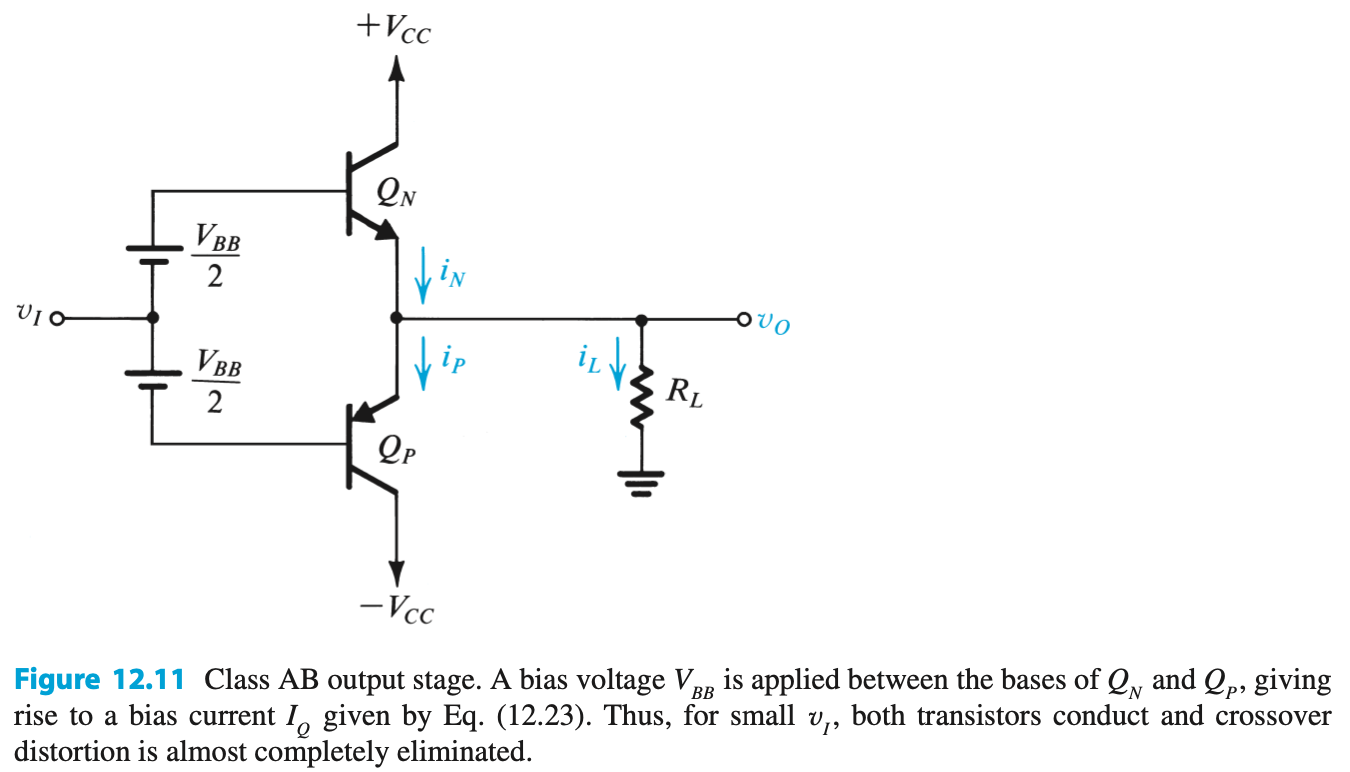 +V_CC
Q_N
V_BB
2
i_N
v_I
v_O
V_BB
2
i_P
i_L
R_L
Q_P
−V_CC
Figure 12.11 Class AB output stage. A bias voltage V_BB is applied between the bases of Q_N and Q_P, giving
rise to a bias current I_Q given by Eq. (12.23). Thus, for small v_I, both transistors conduct and crossover
distortion is almost completely eliminated.